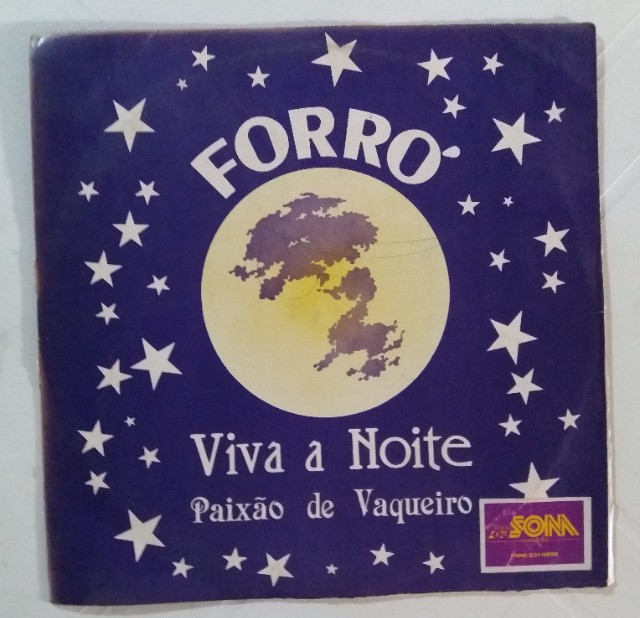 FORRÓ
Viva a Noite
Paixão de Vaqueiro
SOM